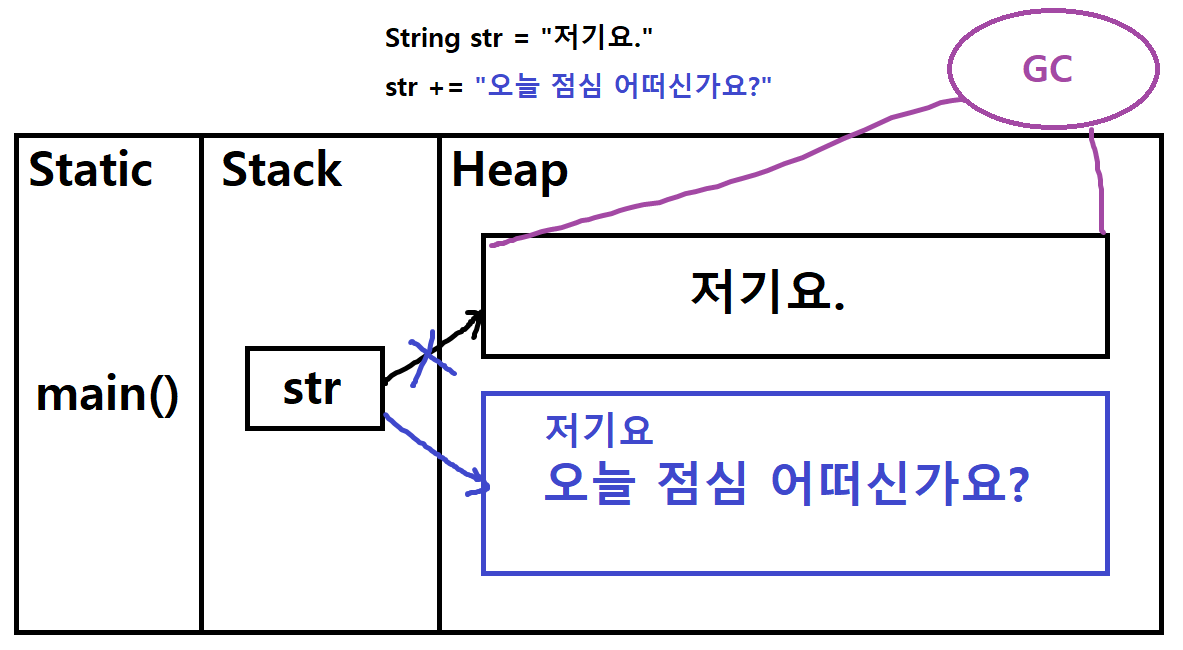 String str = "저기요."
str += "오늘 점심 어떠신가요?"
GC
Static
Stack
Heap
저기요.
main()
str
저기요
오늘 점심 어떠신가요?